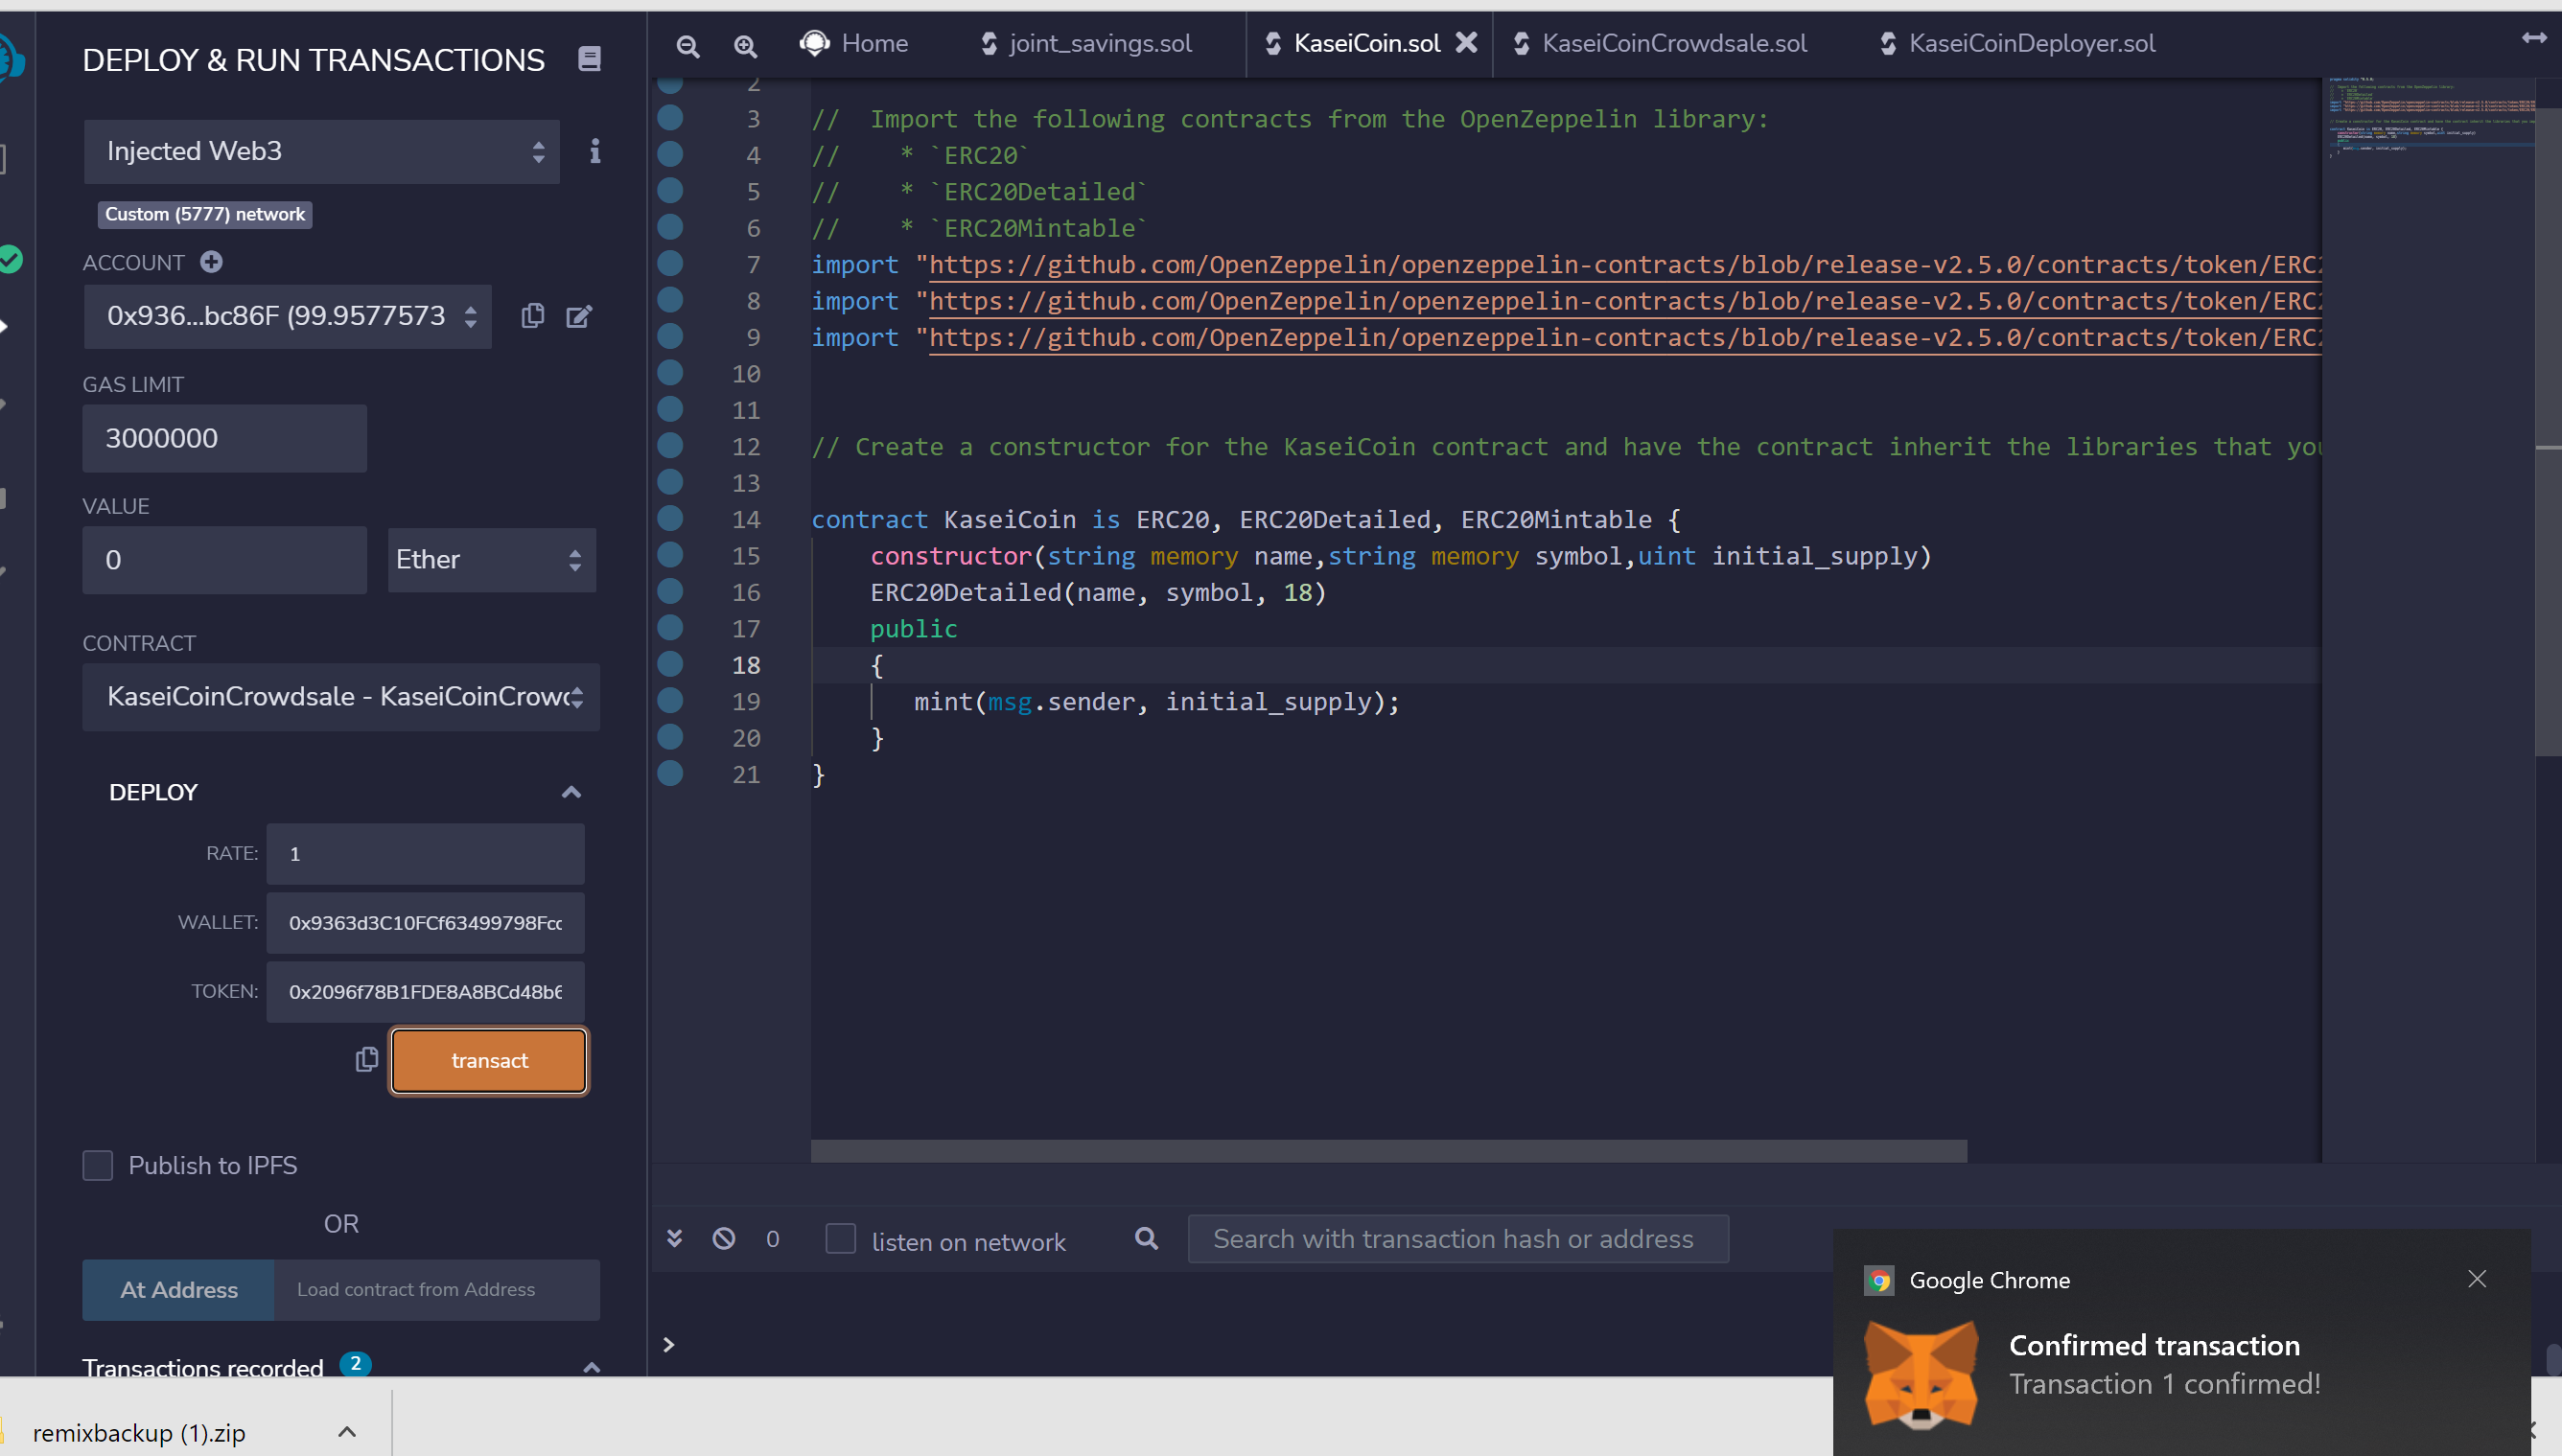 DEPLOY & RUN TRANSACTIONS
Injected Web3
Custom (5777) network
ACCOUNT
0x936...bc86F (99.9577573
GAS LIMIT
3000000
VALUE
0
Ether
CONTRACT
KaseiCoinCrowdsale - KaseiCoinCrowd
DEPLOY
RATE:
1
WALLET:
0x9363d3C10FCf63499798Fcc
TOKEN:
0x2096f78B1FDE8A8BCd48b6
transact
Publish to IPFS
OR
At Address
Load contract from Address
Transactions recorded 2
Home
joint_savings.sol
KaseiCoin.sol
KaseiCoinCrowdsale.sol
KaseiCoinDeployer.sol
2
3 //  Import the following contracts from the OpenZeppelin library:
4 //    * `ERC20`
5 //    * `ERC20Detailed`
6 //    * `ERC20Mintable`
7 import "https://github.com/OpenZeppelin/openzeppelin-contracts/blob/release-v2.5.0/contracts/token/ERC2
8 import "https://github.com/OpenZeppelin/openzeppelin-contracts/blob/release-v2.5.0/contracts/token/ERC2
9 import "https://github.com/OpenZeppelin/openzeppelin-contracts/blob/release-v2.5.0/contracts/token/ERC2
10
11
12 // Create a constructor for the KaseiCoin contract and have the contract inherit the libraries that you
13
14 contract KaseiCoin is ERC20, ERC20Detailed, ERC20Mintable {
15     constructor(string memory name,string memory symbol,uint initial_supply)
16     ERC20Detailed(name, symbol, 18)
17     public
18     {
19        mint(msg.sender, initial_supply);
20     }
21 }
0
listen on network
Search with transaction hash or address
>
Google Chrome
Confirmed transaction
Transaction 1 confirmed!
remixbackup (1).zip